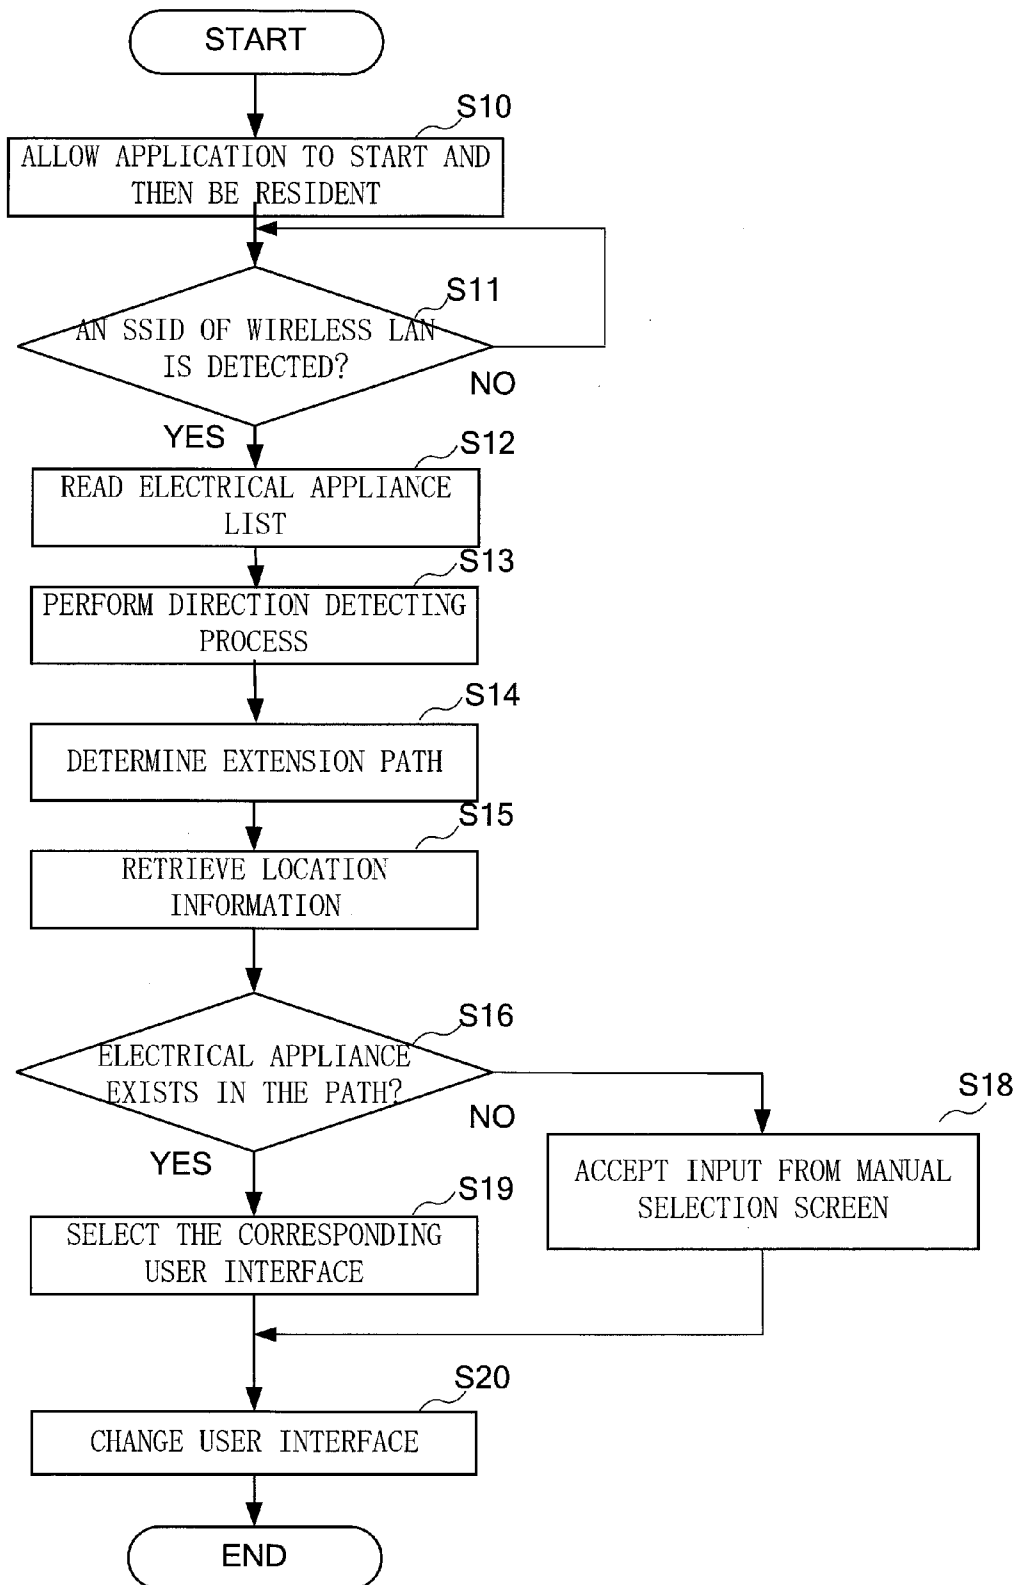 START
S10
ALLOW APPLICATION TO START AND
THEN BE RESIDENT
S11
AN SSID OF WIRELESS LAN
IS DETECTED?
NO
YES
S12
READ ELECTRICAL APPLIANCE
LIST
S13
PERFORM DIRECTION DETECTING
PROCESS
S14
DETERMINE EXTENSION PATH
S15
RETRIEVE LOCATION
INFORMATION
S16
ELECTRICAL APPLIANCE
EXISTS IN THE PATH?
NO
YES
S18
ACCEPT INPUT FROM MANUAL
SELECTION SCREEN
S19
SELECT THE CORRESPONDING
USER INTERFACE
S20
CHANGE USER INTERFACE
END